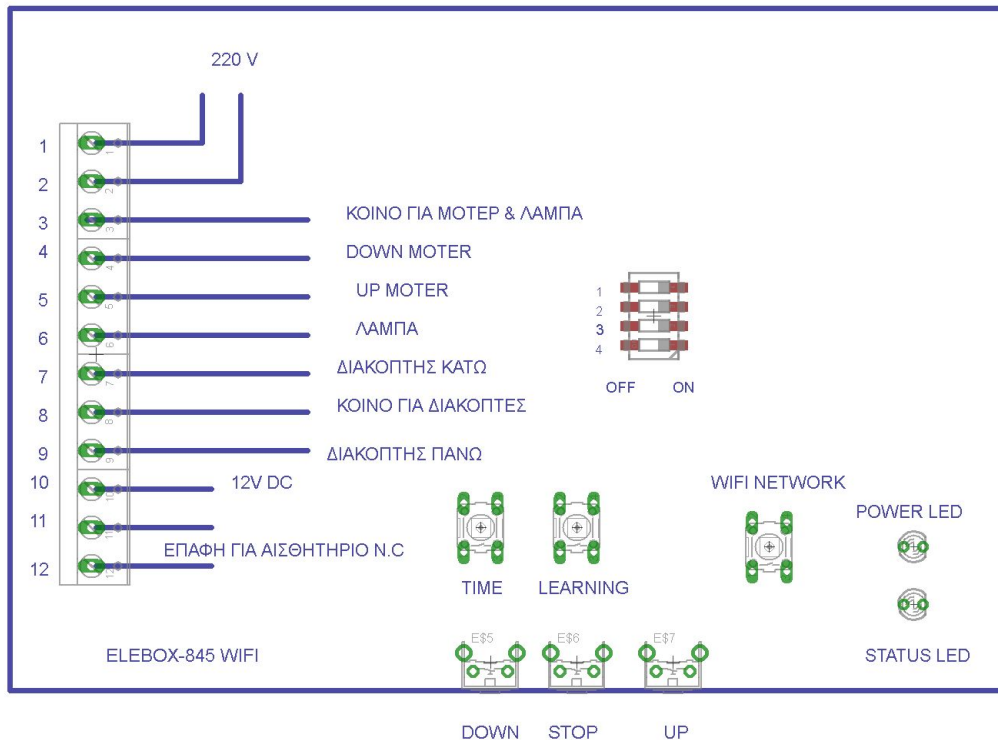 220 V
1
2
3 ΚΟΙΝΟ ΓΙΑ ΜΟΤΕΡ & ΛΑΜΠΑ
4 DOWN MOTER
5 UP MOTER
6 ΛΑΜΠΑ
7 ΔΙΑΚΟΠΤΗΣ ΚΑΤΩ
8 ΚΟΙΝΟ ΓΙΑ ΔΙΑΚΟΠΤΕΣ
9 ΔΙΑΚΟΠΤΗΣ ΠΑΝΩ
10 12V DC
11
ΕΠΑΦΗ ΓΙΑ ΑΙΣΘΗΤΗΡΙΟ N.C
12
1
2
3
4
OFF ON
WIFI NETWORK
POWER LED
TIME LEARNING
ELEBOX-845 WIFI
E$5 E$6 E$7
STATUS LED
DOWN STOP UP